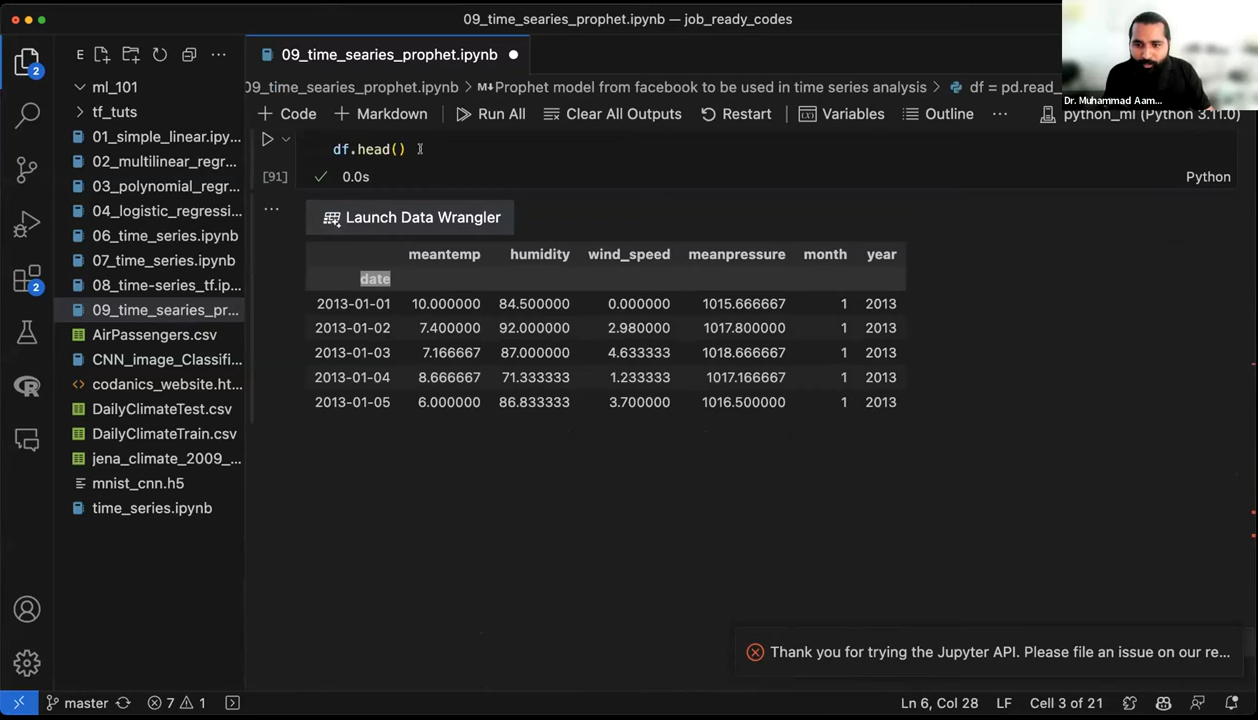 09_time_searies_prophet.ipynb — job_ready_codes
E
09_time_searies_prophet.ipynb
2
ml_101
tf_tuts
01_simple_linear.ipy...
02_multilinear_regr...
03_polynomial_regr...
04_logistic_regressi...
06_time_series.ipynb
07_time_series.ipynb
08_time-series_tf.ip...
09_time_searies_pr...
AirPassengers.csv
CNN_image_Classifi...
codanics_website.ht...
DailyClimateTest.csv
DailyClimateTrain.csv
jena_climate_2009_...
mnist_cnn.h5
time_series.ipynb
2
09_time_searies_prophet.ipynb > Prophet model from facebook to be used in time series analysis > df = pd.read_
+ Code + Markdown Run All Clear All Outputs Restart Variables Outline ... python_ml (Python 3.11.0)
df.head()
[91] 0.0s Python
Launch Data Wrangler
meantemp humidity wind_speed meanpressure month year
date
2013-01-01 10.000000 84.500000 0.000000 1015.666667 1 2013
2013-01-02 7.400000 92.000000 2.980000 1017.800000 1 2013
2013-01-03 7.166667 87.000000 4.633333 1018.666667 1 2013
2013-01-04 8.666667 71.333333 1.233333 1017.166667 1 2013
2013-01-05 6.000000 86.833333 3.700000 1016.500000 1 2013
Dr. Muhammad Aam...
Thank you for trying the Jupyter API. Please file an issue on our re...
master 7 1 Ln 6, Col 28 LF Cell 3 of 21